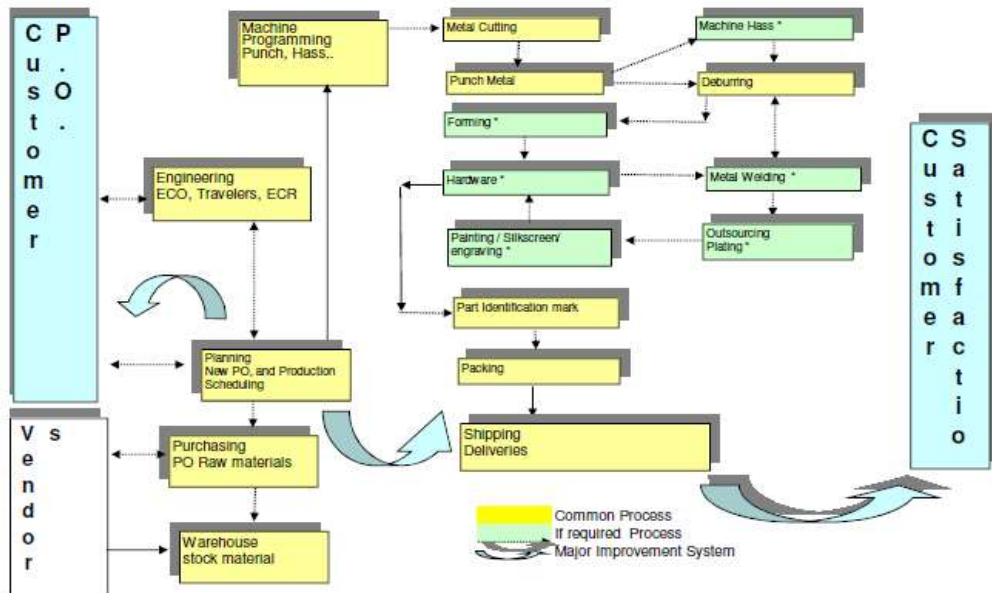 Customer
P.O.
Vendor
s
Machine
Programming
Punch, Hass..
Engineering
ECO, Travelers, ECR
Planning
New PO, and Production
Scheduling
Purchasing
PO Raw materials
Warehouse
stock material
Metal Cutting
Punch Metal
Forming *
Hardware *
Painting / Silkscreen/
engraving *
Part Identification mark
Packing
Shipping
Deliveries
Machine Hass *
Deburring
Metal Welding *
Outsourcing
Plating *
Customer
Satisfactio
Common Process
If required Process
Major Improvement System